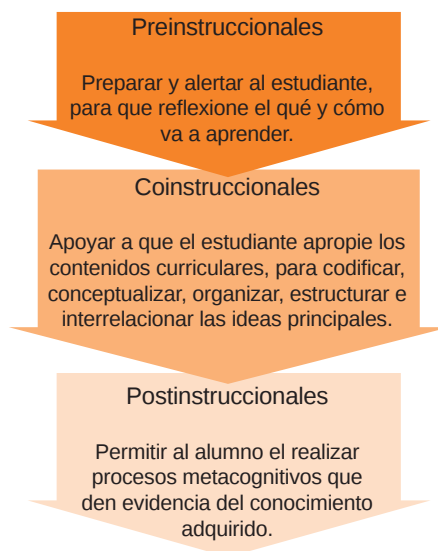 Preinstruccionales
Preparar y alertar al estudiante,
para que reflexione el qué y cómo
va a aprender.
Coinstruccionales
Apoyar a que el estudiante apropie los
contenidos curriculares, para codificar,
conceptualizar, organizar, estructurar e
interrelacionar las ideas principales.
Postinstruccionales
Permitir al alumno el realizar
procesos metacognitivos que
den evidencia del conocimiento
adquirido.